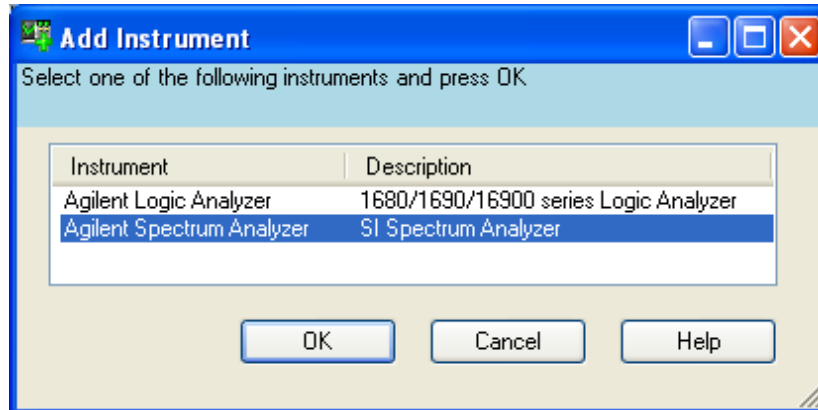 Add Instrument
Select one of the following instruments and press OK
Instrument Description
Agilent Logic Analyzer 1680/1690/16900 series Logic Analyzer
Agilent Spectrum Analyzer SI Spectrum Analyzer
OK Cancel Help